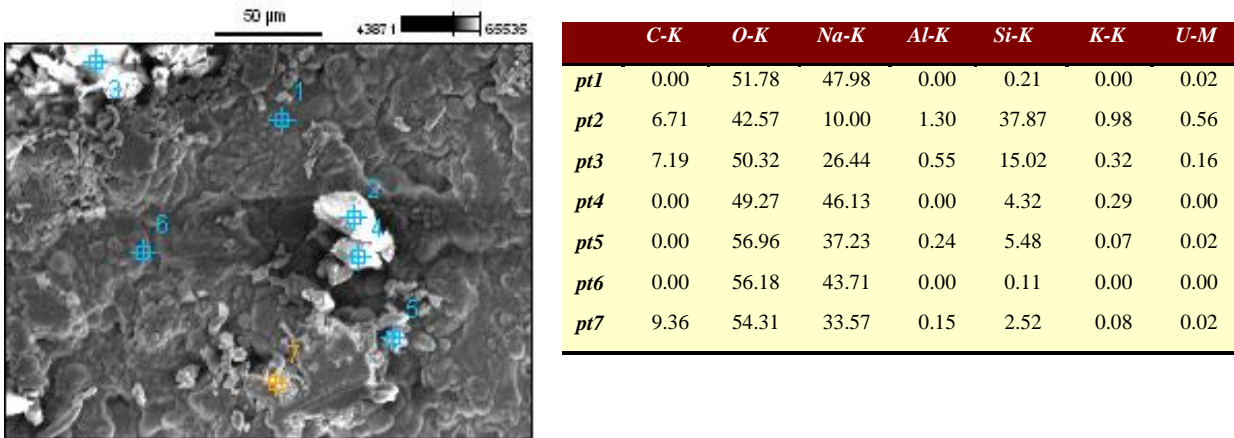 50 µm
43871 65535
3
1
2
4
6
5
7
C-K O-K Na-K Al-K Si-K K-K U-M
pt1 0.00 51.78 47.98 0.00 0.21 0.00 0.02
pt2 6.71 42.57 10.00 1.30 37.87 0.98 0.56
pt3 7.19 50.32 26.44 0.55 15.02 0.32 0.16
pt4 0.00 49.27 46.13 0.00 4.32 0.29 0.00
pt5 0.00 56.96 37.23 0.24 5.48 0.07 0.02
pt6 0.00 56.18 43.71 0.00 0.11 0.00 0.00
pt7 9.36 54.31 33.57 0.15 2.52 0.08 0.02